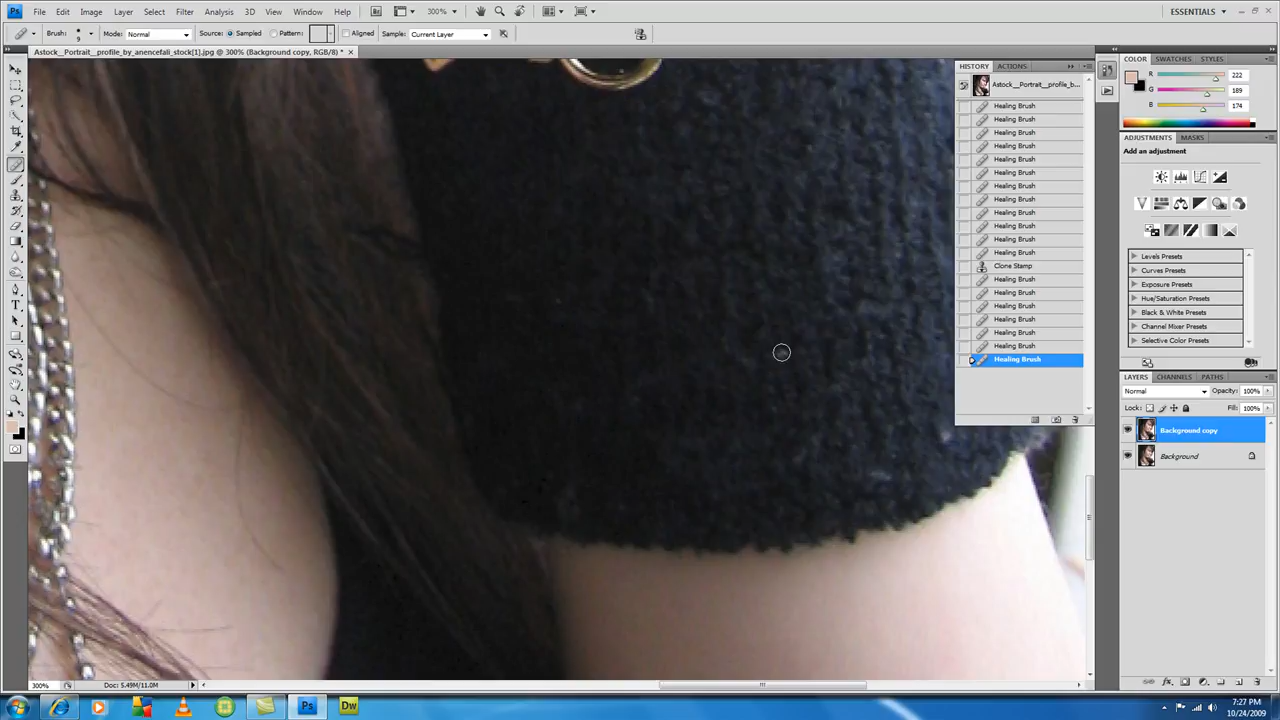 Ps File Edit Image Layer Select Filter Analysis 3D View Window Help 300% ESSENTIALS
Brush: 9 Mode: Normal Source: Sampled Pattern: Aligned Sample: Current Layer
Astock__Portrait__profile_by_anencefali_stock[1].jpg @ 300% (Background copy, RGB/8) *
HISTORY ACTIONS
Astock__Portrait__profile_b...
Healing Brush
Healing Brush
Healing Brush
Healing Brush
Healing Brush
Healing Brush
Healing Brush
Healing Brush
Healing Brush
Healing Brush
Healing Brush
Healing Brush
Clone Stamp
Healing Brush
Healing Brush
Healing Brush
Healing Brush
Healing Brush
Healing Brush
Healing Brush
COLOR SWATCHES STYLES
R 222
G 189
B 174
ADJUSTMENTS MASKS
Add an adjustment
Levels Presets
Curves Presets
Exposure Presets
Hue/Saturation Presets
Black & White Presets
Channel Mixer Presets
Selective Color Presets
LAYERS CHANNELS PATHS
Normal Opacity: 100%
Lock: Fill: 100%
Background copy
Background
300% Doc: 5.49M/11.0M
Ps Dw
7:27 PM
10/24/2009